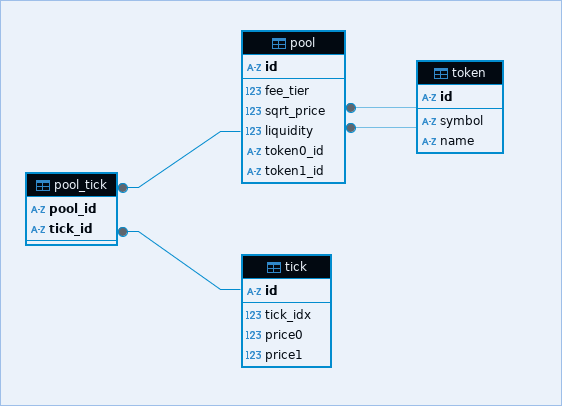 pool
A-Z id
123 fee_tier
123 sqrt_price
123 liquidity
A-Z token0_id
A-Z token1_id
token
A-Z id
A-Z symbol
A-Z name
pool_tick
A-Z pool_id
A-Z tick_id
tick
A-Z id
123 tick_idx
123 price0
123 price1